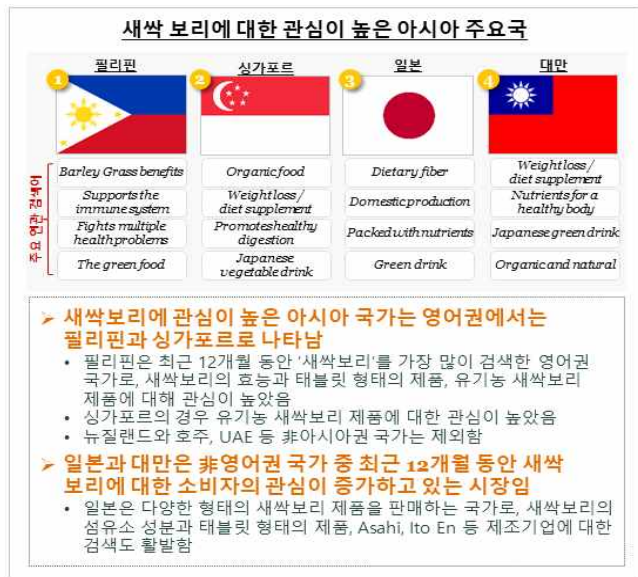 새싹 보리에 대한 관심이 높은 아시아 주요국
1 필리핀
2 싱가포르
3 일본
4 대만
주요 연관 검색어
Barley Grass benefits
Organic food
Dietary fiber
Weight loss /
diet supplement
Supports the
immune system
Weight loss /
diet supplement
Domestic production
Nutrients for a
healthy body
Fights multiple
health problems
Promotes healthy
digestion
Packed with nutrients
Japanese green drink
The green food
Japanese
vegetable drink
Green drink
Organic and natural
➢ 새싹보리에 관심이 높은 아시아 국가는 영어권에서는
필리핀과 싱가포르로 나타남
• 필리핀은 최근 12개월 동안 '새싹보리'를 가장 많이 검색한 영어권
국가로, 새싹보리의 효능과 태블릿 형태의 제품, 유기농 새싹보리
제품에 대해 관심이 높았음
• 싱가포르의 경우 유기농 새싹보리 제품에 대한 관심이 높았음
• 뉴질랜드와 호주, UAE 등 非아시아권 국가는 제외함
➢ 일본과 대만은 非영어권 국가 중 최근 12개월 동안 새싹
보리에 대한 소비자의 관심이 증가하고 있는 시장임
• 일본은 다양한 형태의 새싹보리 제품을 판매하는 국가로, 새싹보리의
섬유소 성분과 태블릿 형태의 제품, Asahi, Ito En 등 제조기업에 대한
검색도 활발함